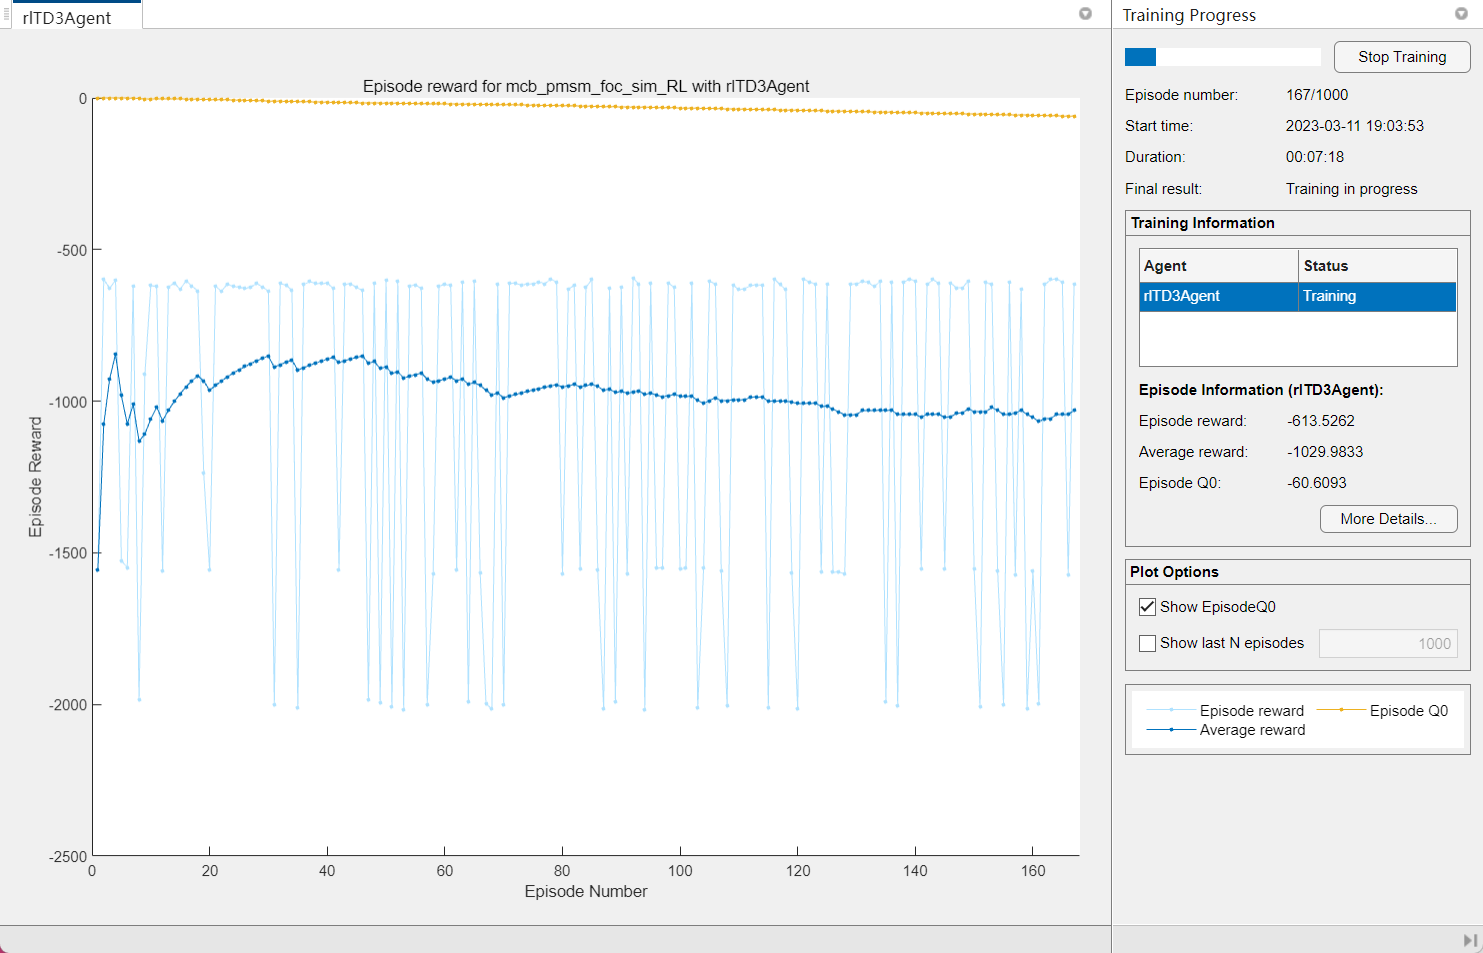 rlTD3Agent
Episode reward for mcb_pmsm_foc_sim_RL with rlTD3Agent
0
-500
-1000
-1500
-2000
-2500
Episode Reward
0 20 40 60 80 100 120 140 160
Episode Number
Training Progress
Stop Training
Episode number: 167/1000
Start time: 2023-03-11 19:03:53
Duration: 00:07:18
Final result: Training in progress
Training Information
Agent Status
rlTD3Agent Training
Episode Information (rlTD3Agent):
Episode reward: -613.5262
Average reward: -1029.9833
Episode Q0: -60.6093
More Details...
Plot Options
Show EpisodeQ0
Show last N episodes 1000
Episode reward Episode Q0
Average reward